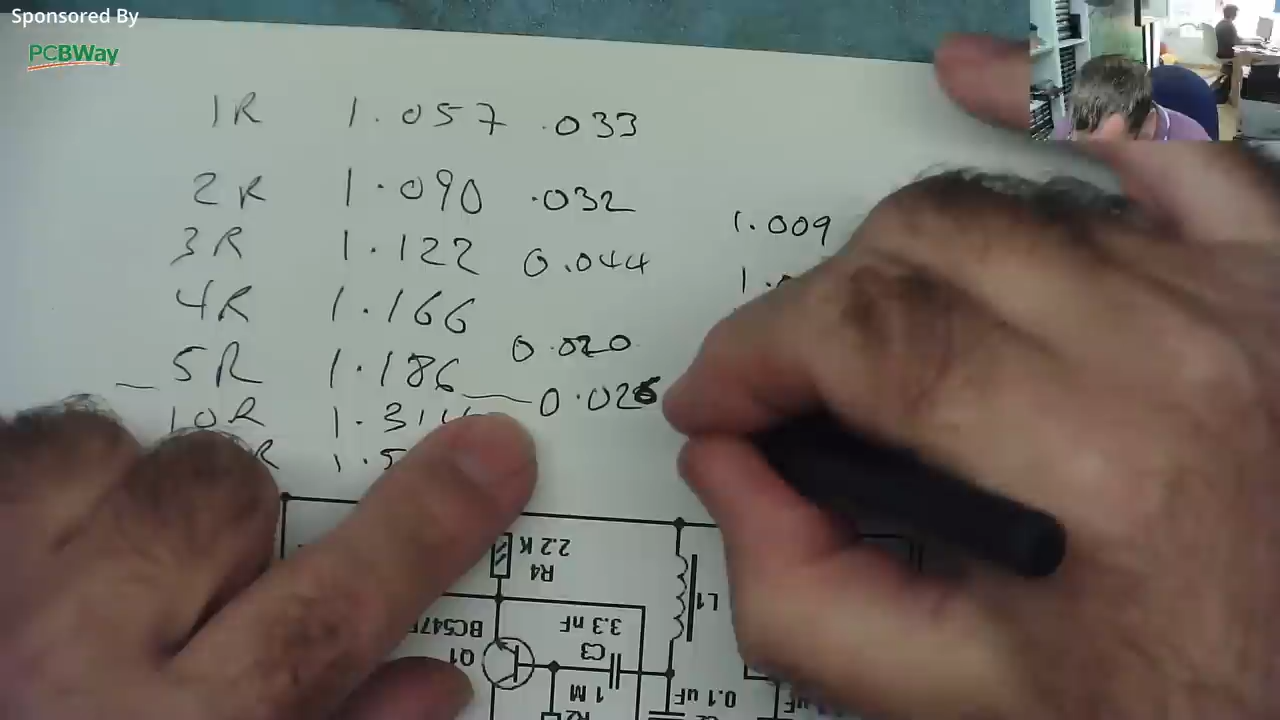 Sponsored By
PCBWay
1R 1.057 .033
2R 1.090 .032
1.009
3R 1.122 0.044
4R 1.166
0.020
5R 1.186 0.026
10R
2.2 K
R4
L1
3.3 nF
C3
Q1
1 M
0.1 uF